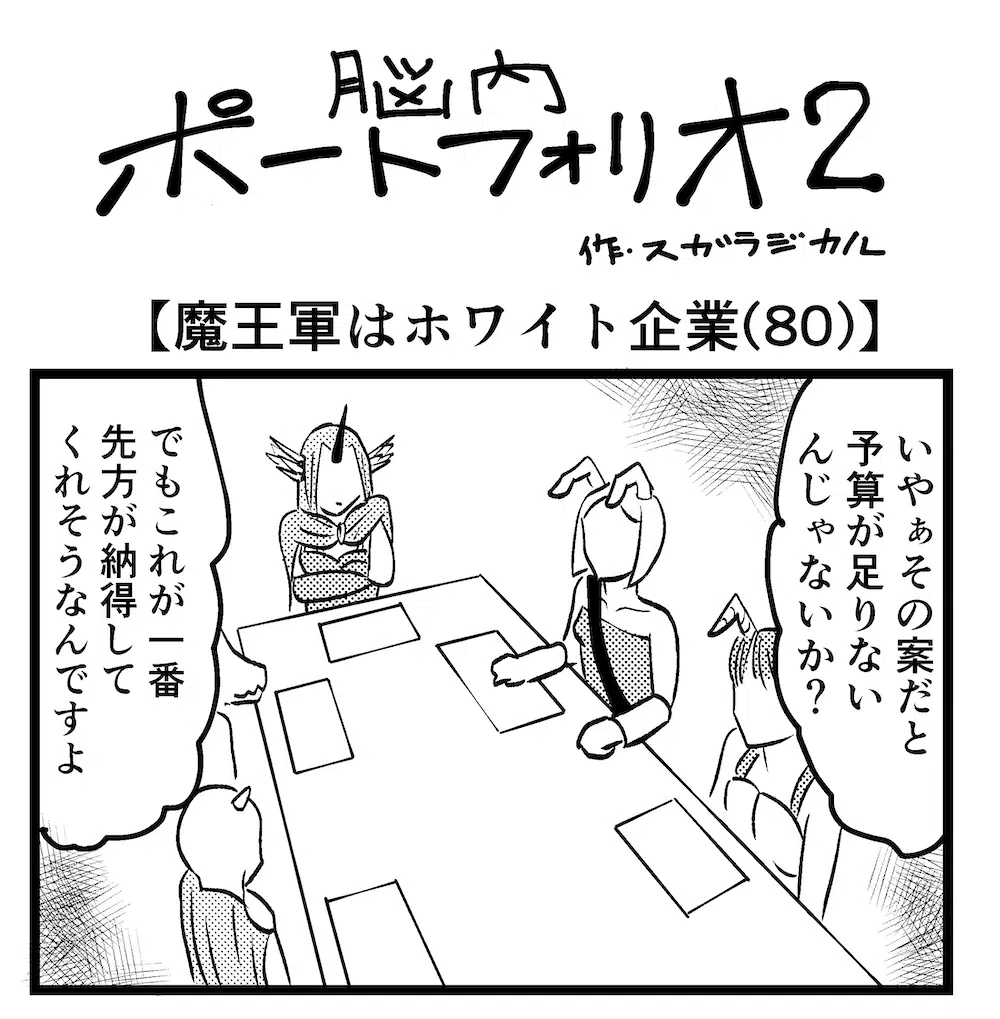 脳内
ポートフォリオ2
作・スガラジカル
【魔王軍はホワイト企業(80)】
いやぁその案だと
予算が足りない
んじゃないか?
でもこれが一番
先方が納得して
くれそうなんですよ